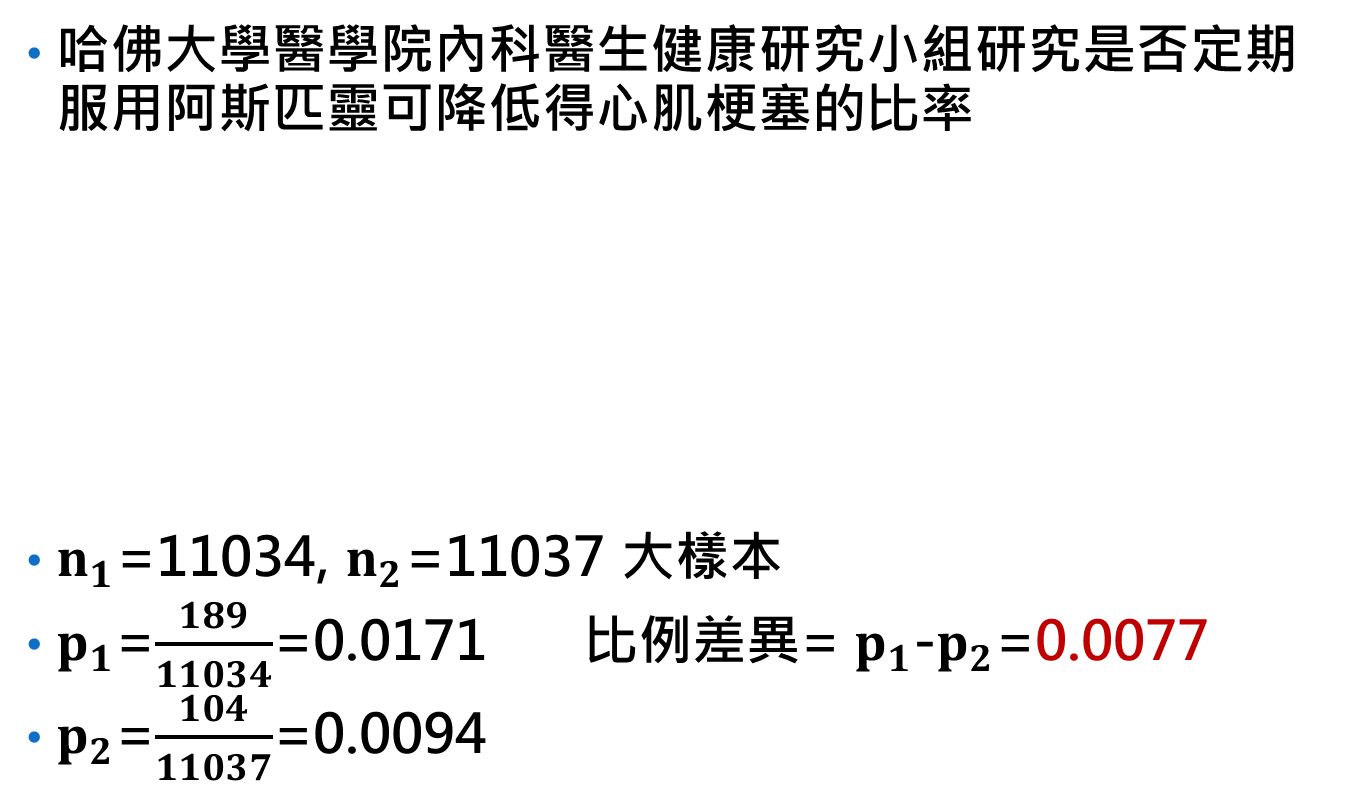 • 哈佛大學醫學院內科醫生健康研究小組研究是否定期
服用阿斯匹靈可降低得心肌梗塞的比率
• n₁=11034, n₂=11037 大樣本
• p₁=189/11034=0.0171 比例差異= p₁-p₂=0.0077
• p₂=104/11037=0.0094